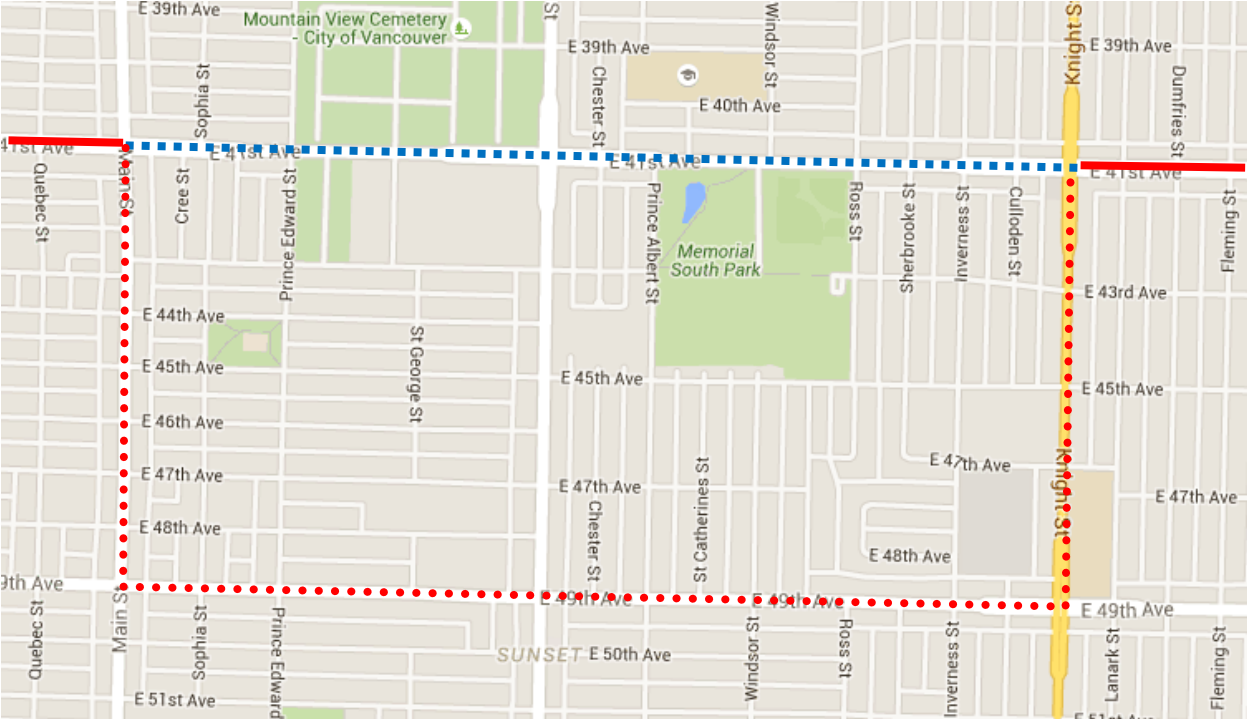 E 39th Ave
Mountain View Cemetery
- City of Vancouver
St
Windsor St
Knight St
E 39th Ave
E 39th Ave
Sophia St
Chester St
E 40th Ave
Dumfries St
41st Ave
E 41st Ave
E 41st Ave
E 41st Ave
Quebec St
Cree St
Prince Edward St
Prince Albert St
Memorial
South Park
Ross St
Sherbrooke St
Inverness St
Culloden St
Fleming St
E 43rd Ave
E 44th Ave
St George St
E 45th Ave
E 45th Ave
E 45th Ave
E 46th Ave
E 47th Ave
E 47th Ave
E 47th Ave
E 47th Ave
Knight St
Chester St
St Catherines St
E 48th Ave
E 48th Ave
9th Ave
E 49th Ave
E 49th Ave
E 49th Ave
Quebec St
Main St
Sophia St
Prince Edward
SUNSET
E 50th Ave
Windsor St
Ross St
Inverness St
Lanark St
Fleming St
E 51st Ave
E 51st Ave